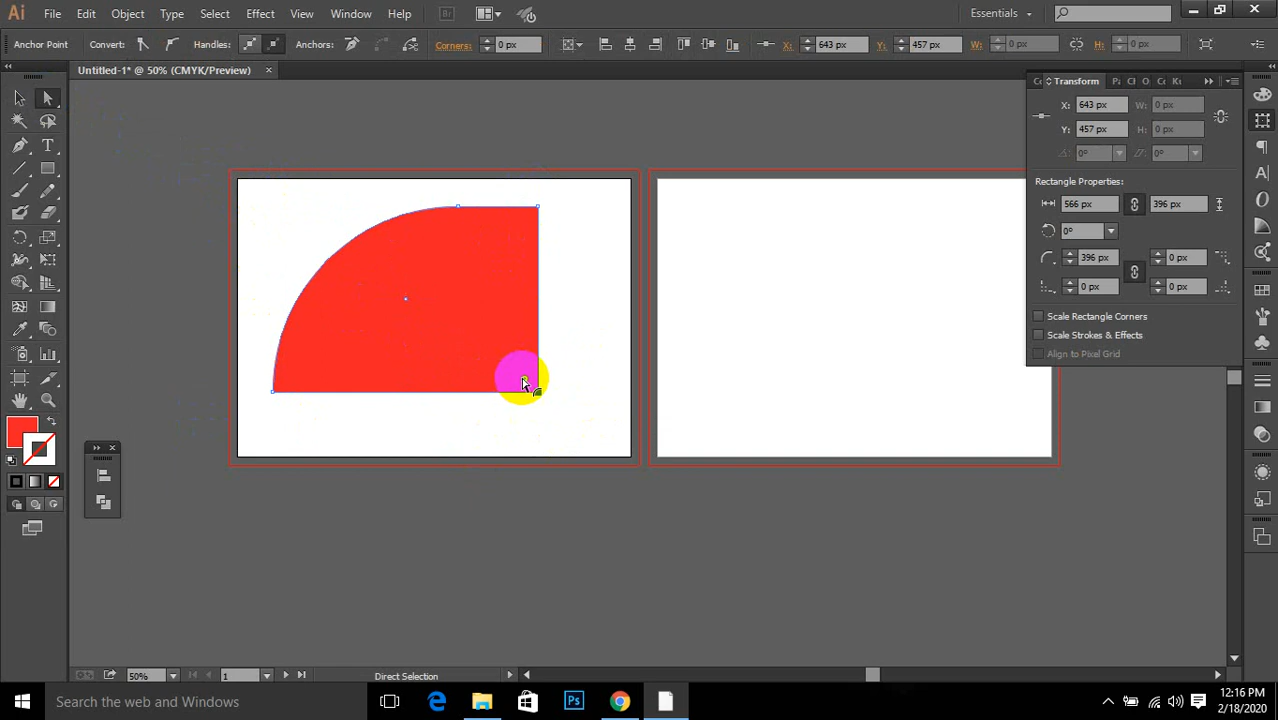 Ai File Edit Object Type Select Effect View Window Help Br Essentials
Anchor Point Convert: Handles: Anchors: Corners: 0 px X: 643 px Y: 457 px W: 0 px H: 0 px
Untitled-1* @ 50% (CMYK/Preview)
Transform
X: 643 px W: 0 px
Y: 457 px H: 0 px
0° 0°
Rectangle Properties:
566 px 396 px
0°
396 px 0 px
0 px 0 px
Scale Rectangle Corners
Scale Strokes & Effects
Align to Pixel Grid
50% 1 Direct Selection
Search the web and Windows
Ps
12:16 PM
2/18/2020